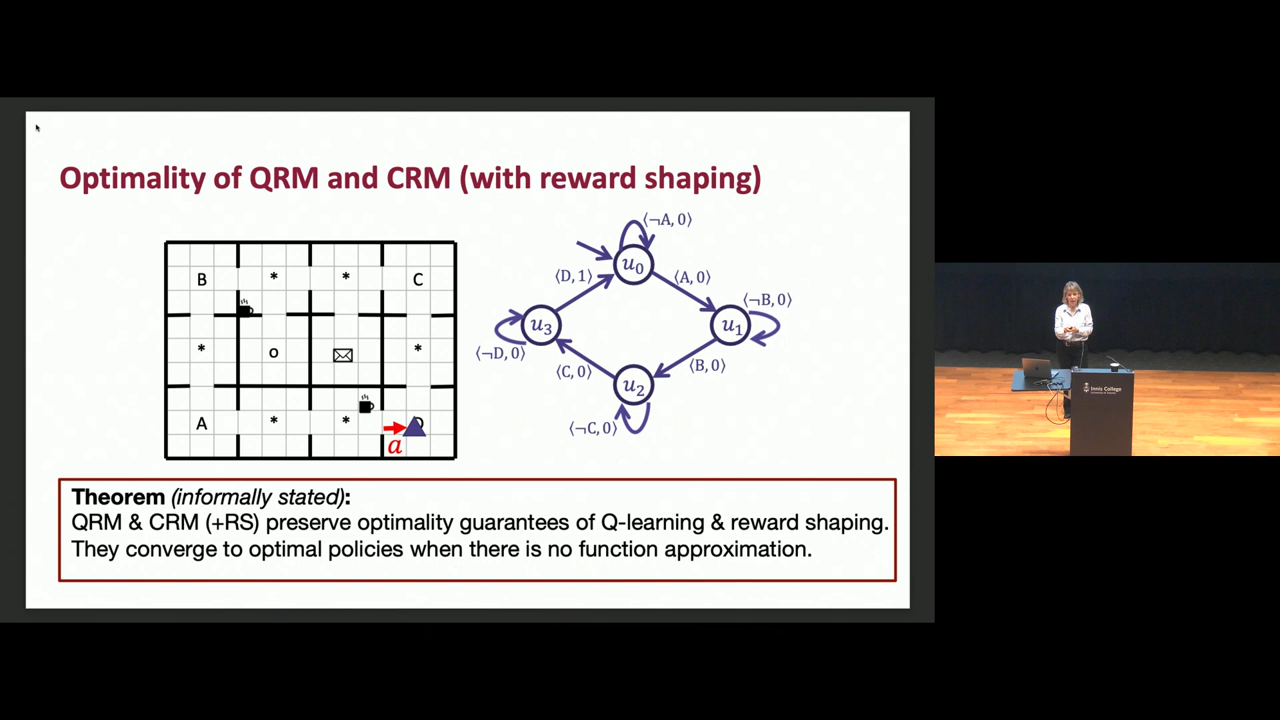 Optimality of QRM and CRM (with reward shaping)
B * * C
* o *
A * * D
a
⟨¬A, 0⟩
u₀
⟨D, 1⟩
⟨A, 0⟩
⟨¬B, 0⟩
u₃
u₁
⟨¬D, 0⟩
⟨C, 0⟩
⟨B, 0⟩
u₂
⟨¬C, 0⟩
Theorem (informally stated):
QRM & CRM (+RS) preserve optimality guarantees of Q-learning & reward shaping.
They converge to optimal policies when there is no function approximation.
Innis College